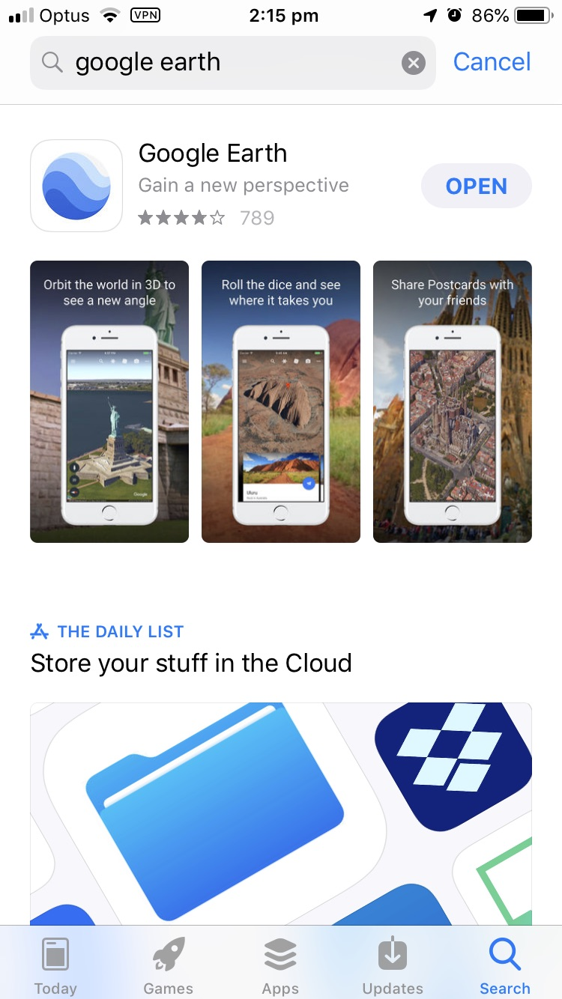 Optus VPN 2:15 pm 86%
google earth Cancel
Google Earth
Gain a new perspective
OPEN
789
Orbit the world in 3D to
see a new angle
Google
Roll the dice and see
where it takes you
Uluru
Share Postcards with
your friends
THE DAILY LIST
Store your stuff in the Cloud
Today Games Apps Updates Search